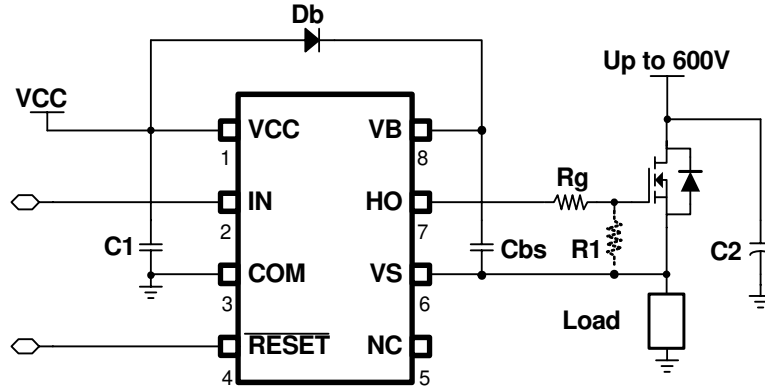 Db
Up to 600V
VCC
VCC VB
1 8
Rg
IN HO
2 7
C1 Cbs R1 C2
COM VS
3 6
Load
RESET NC
4 5